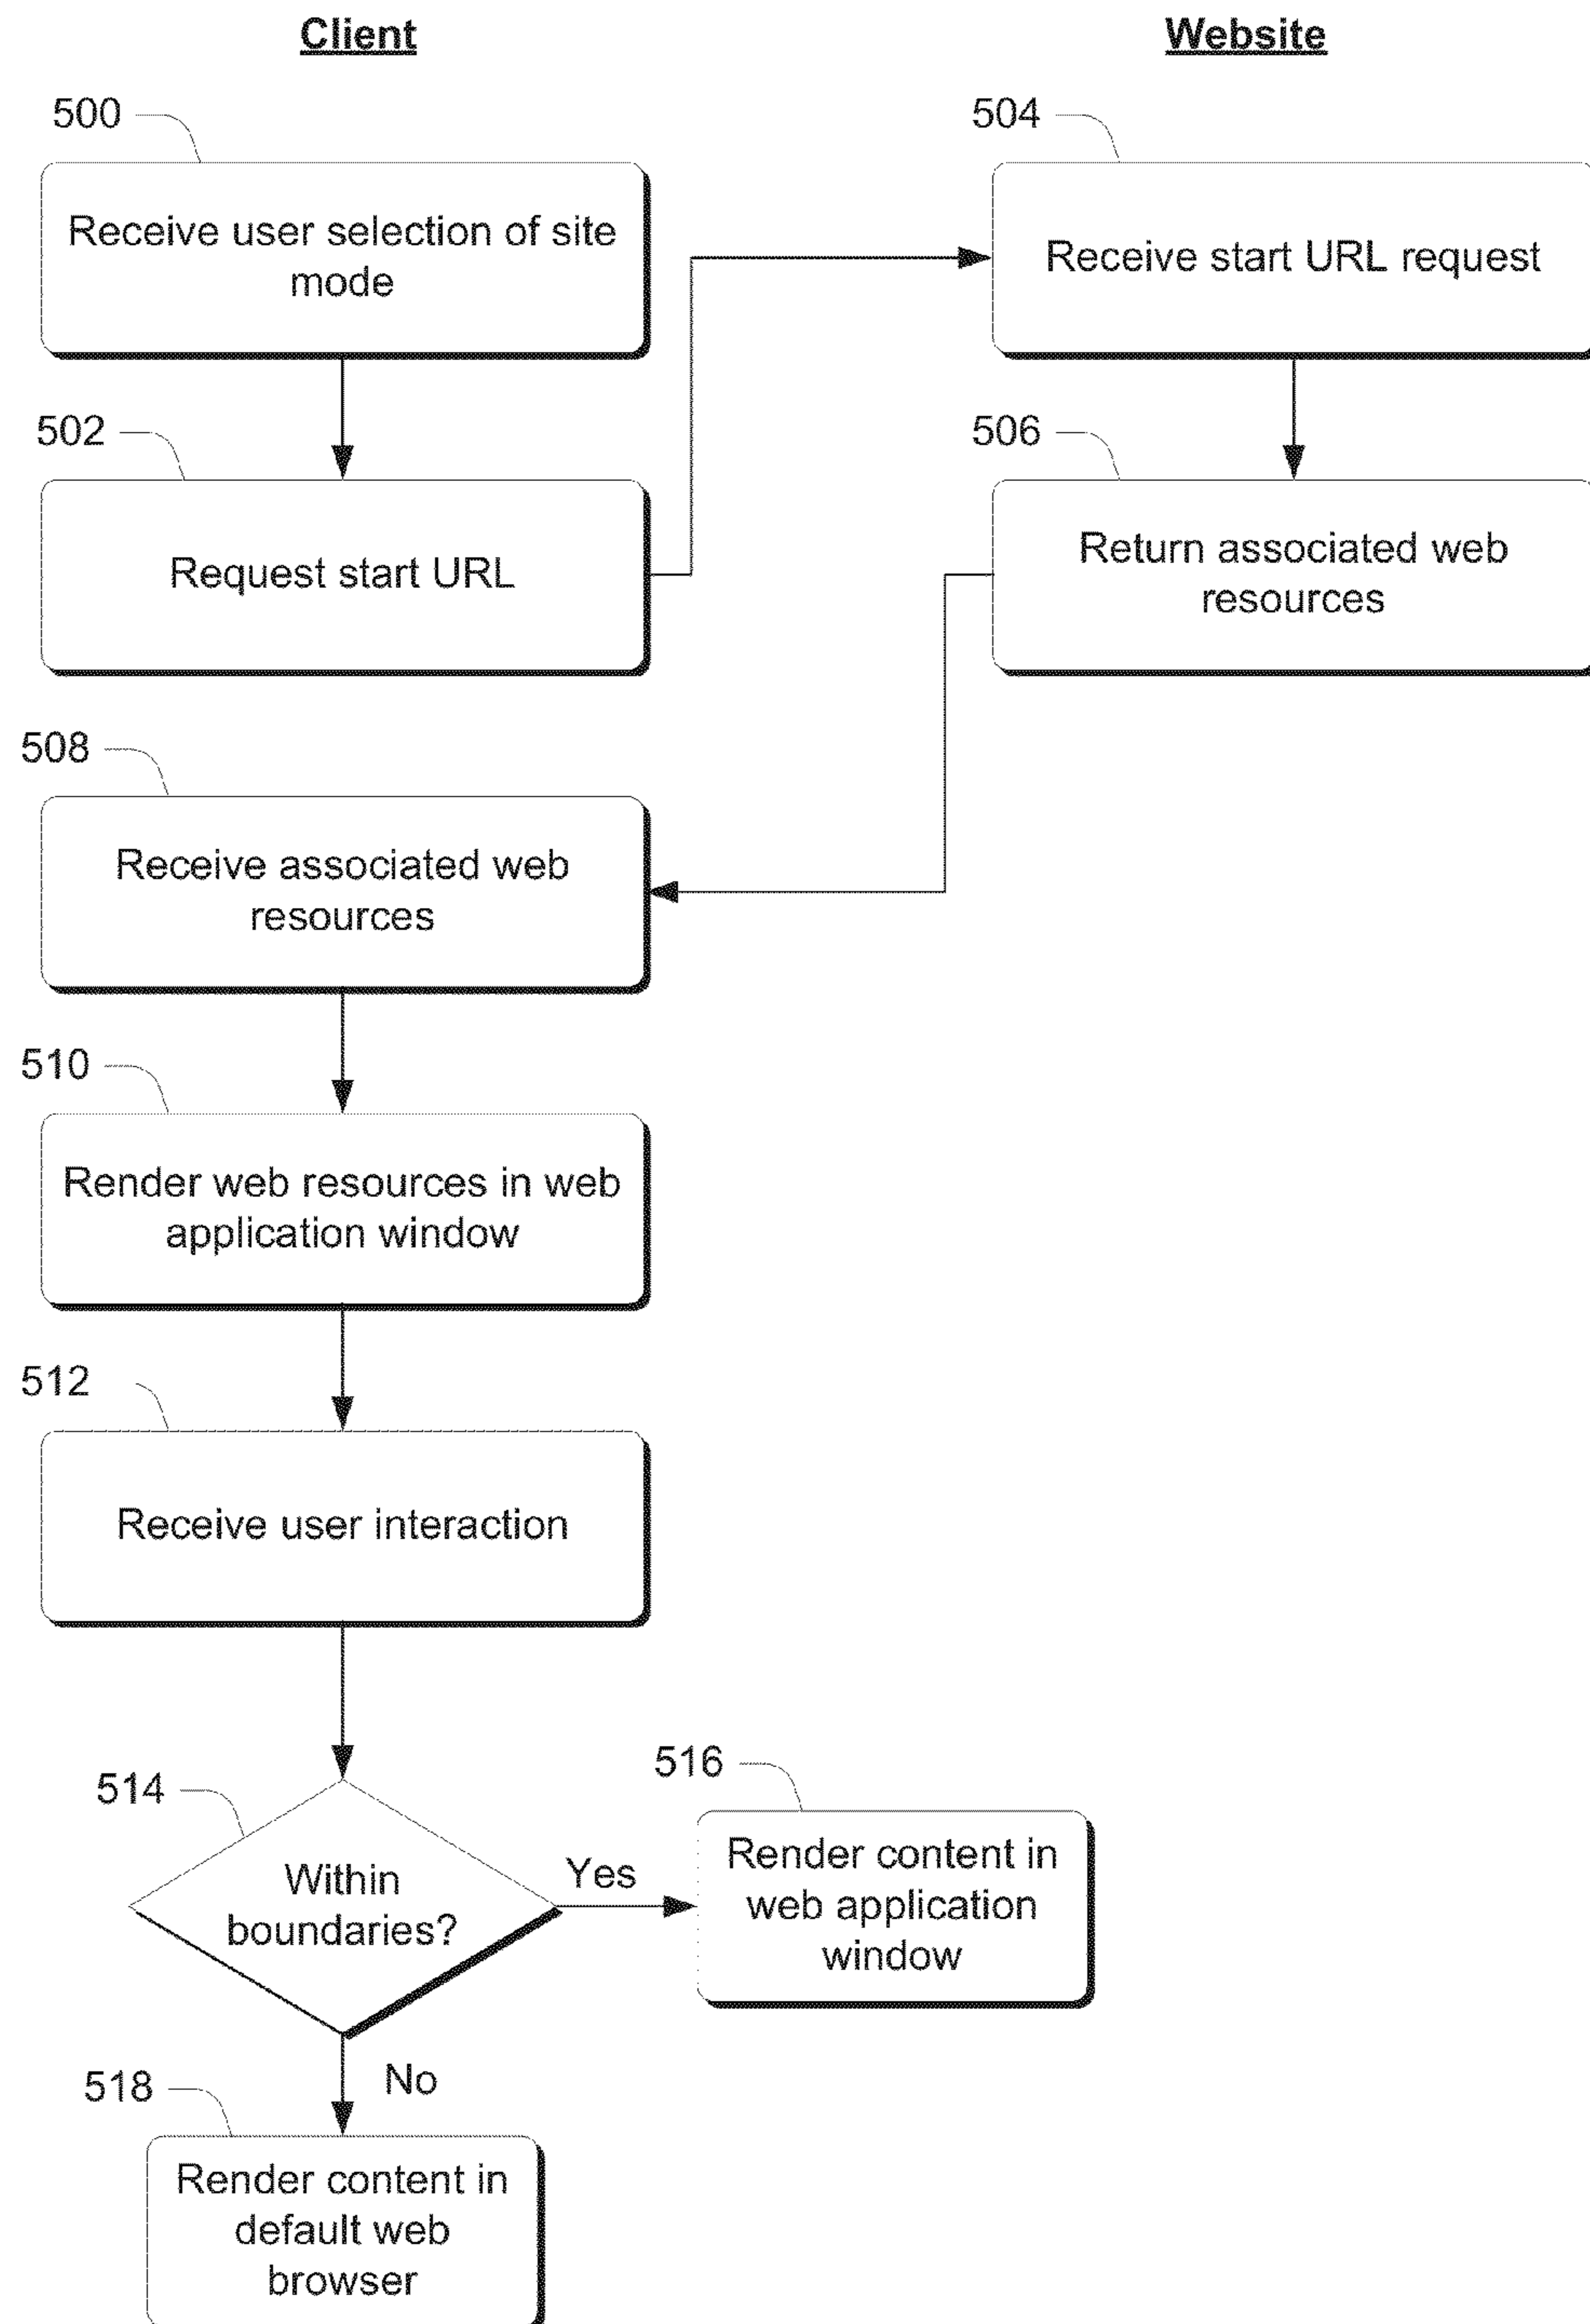 Client
Website
500
Receive user selection of site
mode
504
Receive start URL request
502
Request start URL
506
Return associated web
resources
508
Receive associated web
resources
510
Render web resources in web
application window
512
Receive user interaction
514
Within
boundaries?
Yes
516
Render content in
web application
window
No
518
Render content in
default web
browser